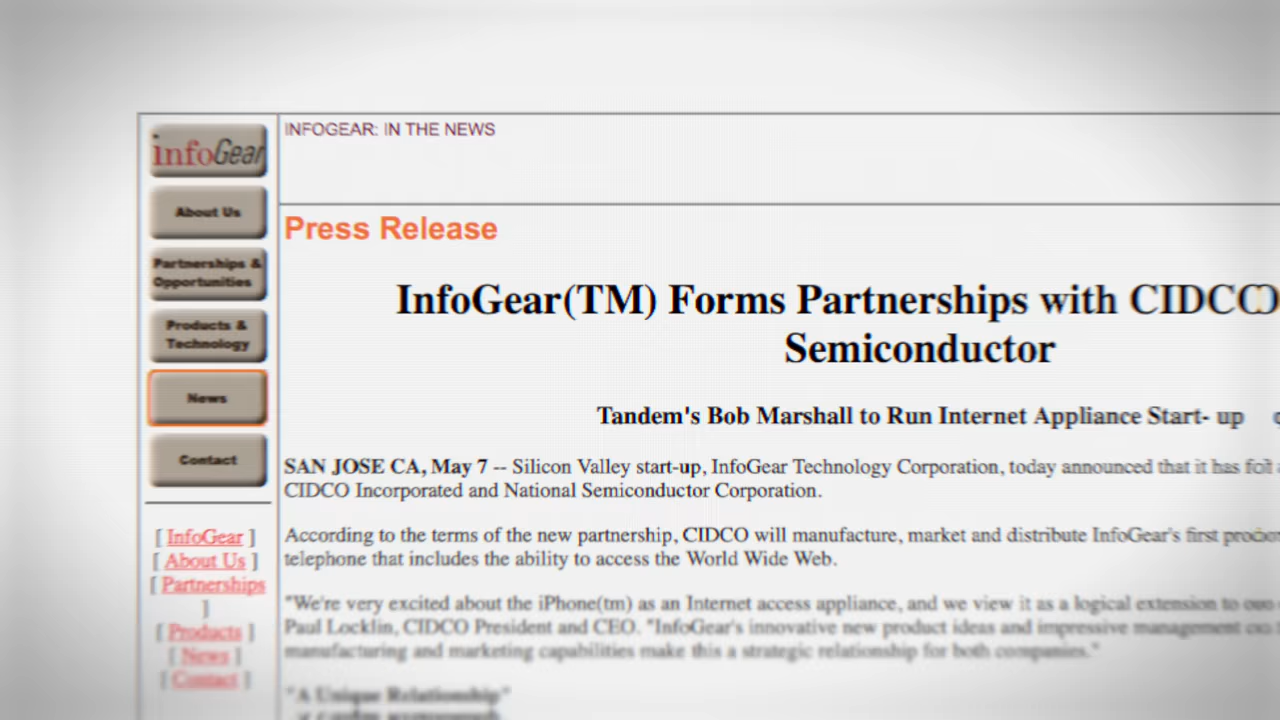 infoGear
About Us
Partnerships &
Opportunities
Products &
Technology
News
Contact
[ InfoGear ]
[ About Us ]
[ Partnerships
]
[ Products ]
[ News ]
[ Contact ]
INFOGEAR: IN THE NEWS
Press Release
InfoGear(TM) Forms Partnerships with CIDCO
Semiconductor
Tandem's Bob Marshall to Run Internet Appliance Start- up
SAN JOSE CA, May 7 -- Silicon Valley start-up, InfoGear Technology Corporation, today announced that it has
CIDCO Incorporated and National Semiconductor Corporation.
According to the terms of the new partnership, CIDCO will manufacture, market and distribute InfoGear's first
telephone that includes the ability to access the World Wide Web.
"We're very excited about the iPhone(tm) as an Internet access appliance, and we view it as a logical extension to
Paul Locklin, CIDCO President and CEO. "InfoGear's innovative new product ideas and impressive management
manufacturing and marketing capabilities make this a strategic relationship for both companies."
"A Unique Relationship"